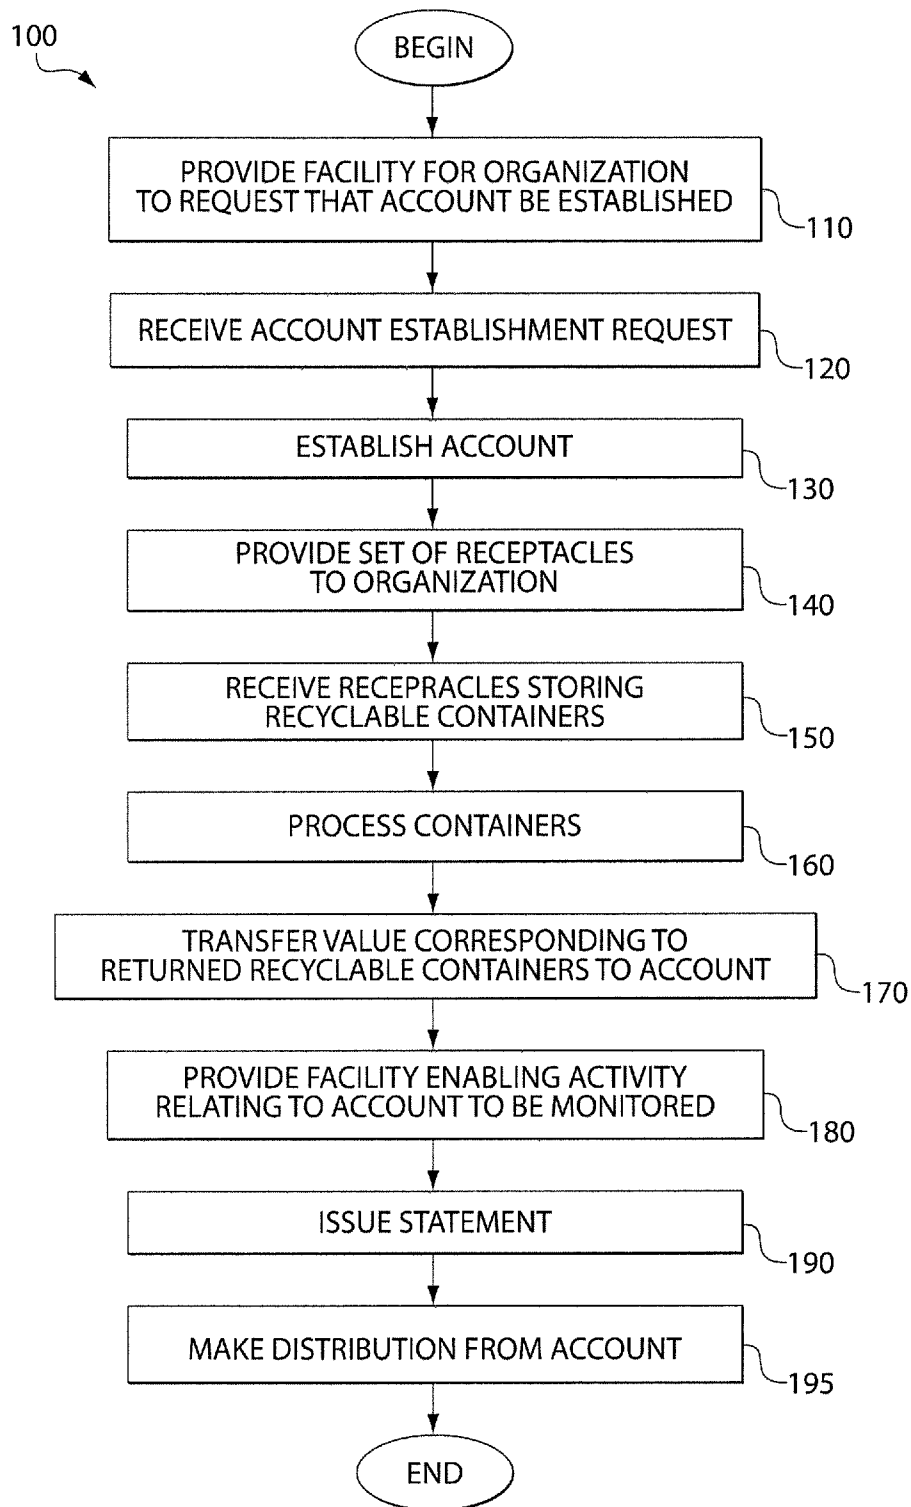 100
BEGIN
PROVIDE FACILITY FOR ORGANIZATION
TO REQUEST THAT ACCOUNT BE ESTABLISHED
110
RECEIVE ACCOUNT ESTABLISHMENT REQUEST
120
ESTABLISH ACCOUNT
130
PROVIDE SET OF RECEPTACLES
TO ORGANIZATION
140
RECEIVE RECEPRACLES STORING
RECYCLABLE CONTAINERS
150
PROCESS CONTAINERS
160
TRANSFER VALUE CORRESPONDING TO
RETURNED RECYCLABLE CONTAINERS TO ACCOUNT
170
PROVIDE FACILITY ENABLING ACTIVITY
RELATING TO ACCOUNT TO BE MONITORED
180
ISSUE STATEMENT
190
MAKE DISTRIBUTION FROM ACCOUNT
195
END